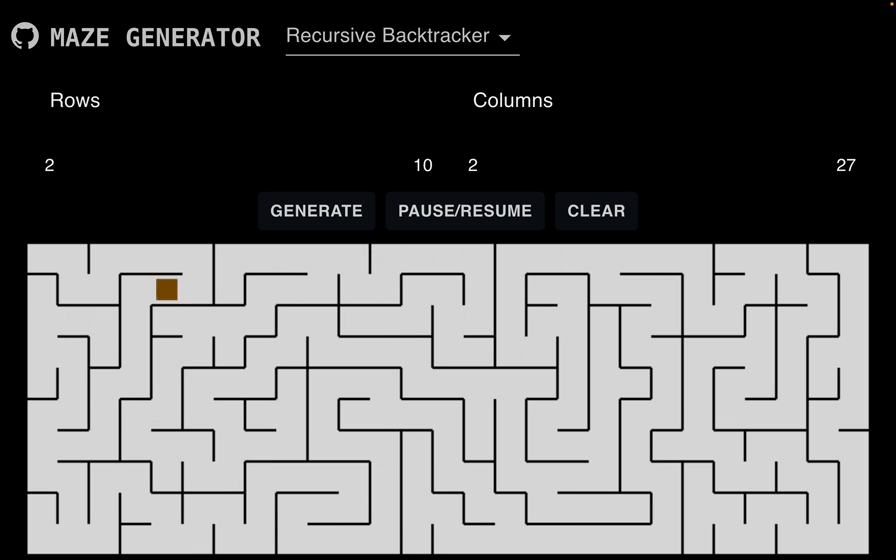 MAZE GENERATOR
Recursive Backtracker
Rows
Columns
2
10
2
27
GENERATE
PAUSE/RESUME
CLEAR